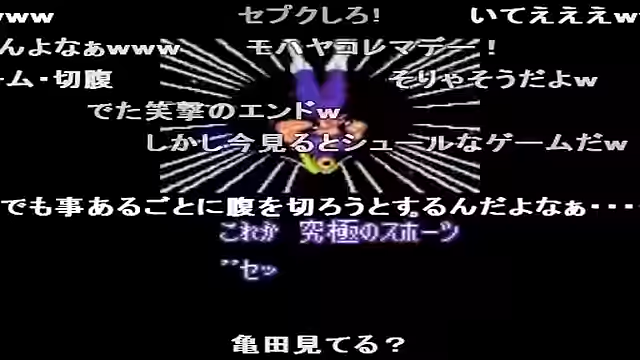 www
セプクしろ!
いてえええw
んよなぁwww
モハヤコレマデー！
ーム・切腹
そりゃそうだよw
でた笑撃のエンドw
しかし今見るとシュールなゲームだw
でも事あるごとに腹を切ろうとするんだよなぁ・・・
これが 究極のスポーツ
"セッ
亀田見てる？